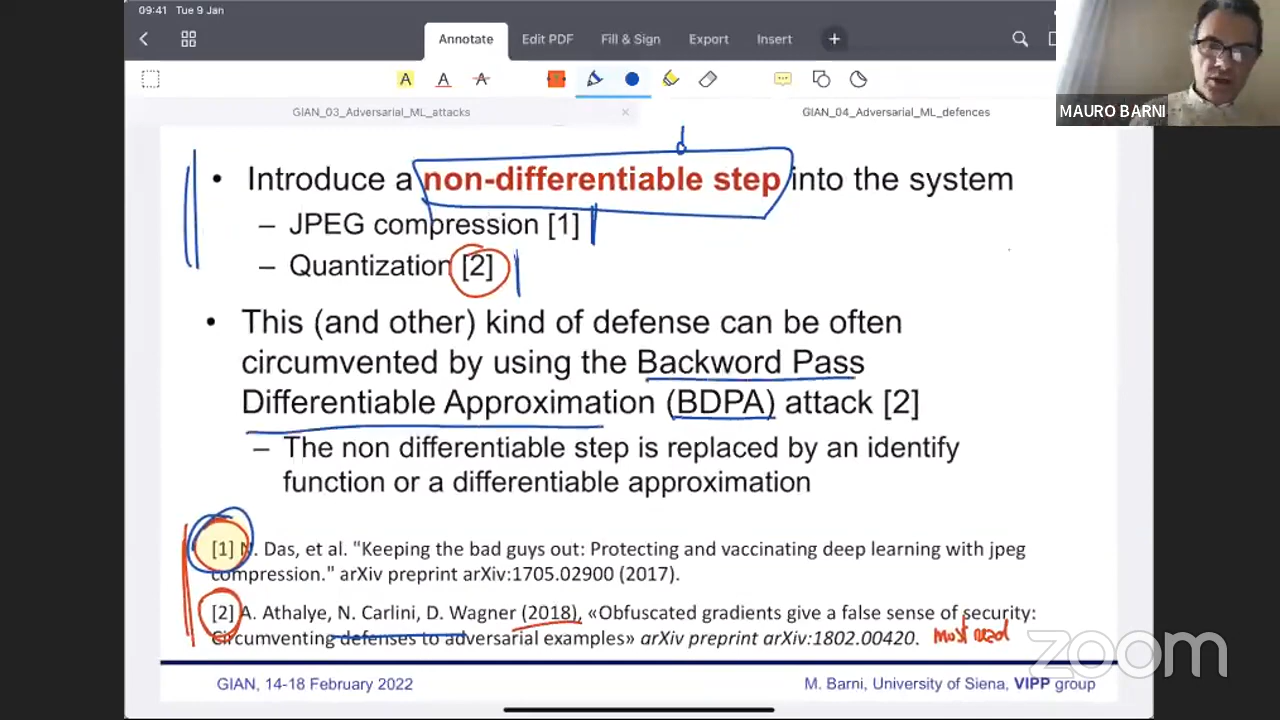 09:41 Tue 9 Jan
Annotate Edit PDF Fill & Sign Export Insert
A A A
MAURO BARNI
GIAN_03_Adversarial_ML_attacks GIAN_04_Adversarial_ML_defences
• Introduce a non-differentiable step into the system
– JPEG compression [1]
– Quantization [2]
• This (and other) kind of defense can be often
circumvented by using the Backword Pass
Differentiable Approximation (BDPA) attack [2]
– The non differentiable step is replaced by an identify
function or a differentiable approximation
[1] N. Das, et al. "Keeping the bad guys out: Protecting and vaccinating deep learning with jpeg
compression." arXiv preprint arXiv:1705.02900 (2017).
[2] A. Athalye, N. Carlini, D. Wagner (2018), «Obfuscated gradients give a false sense of security:
Circumventing defenses to adversarial examples» arXiv preprint arXiv:1802.00420. most read
zoom
GIAN, 14-18 February 2022 M. Barni, University of Siena, VIPP group